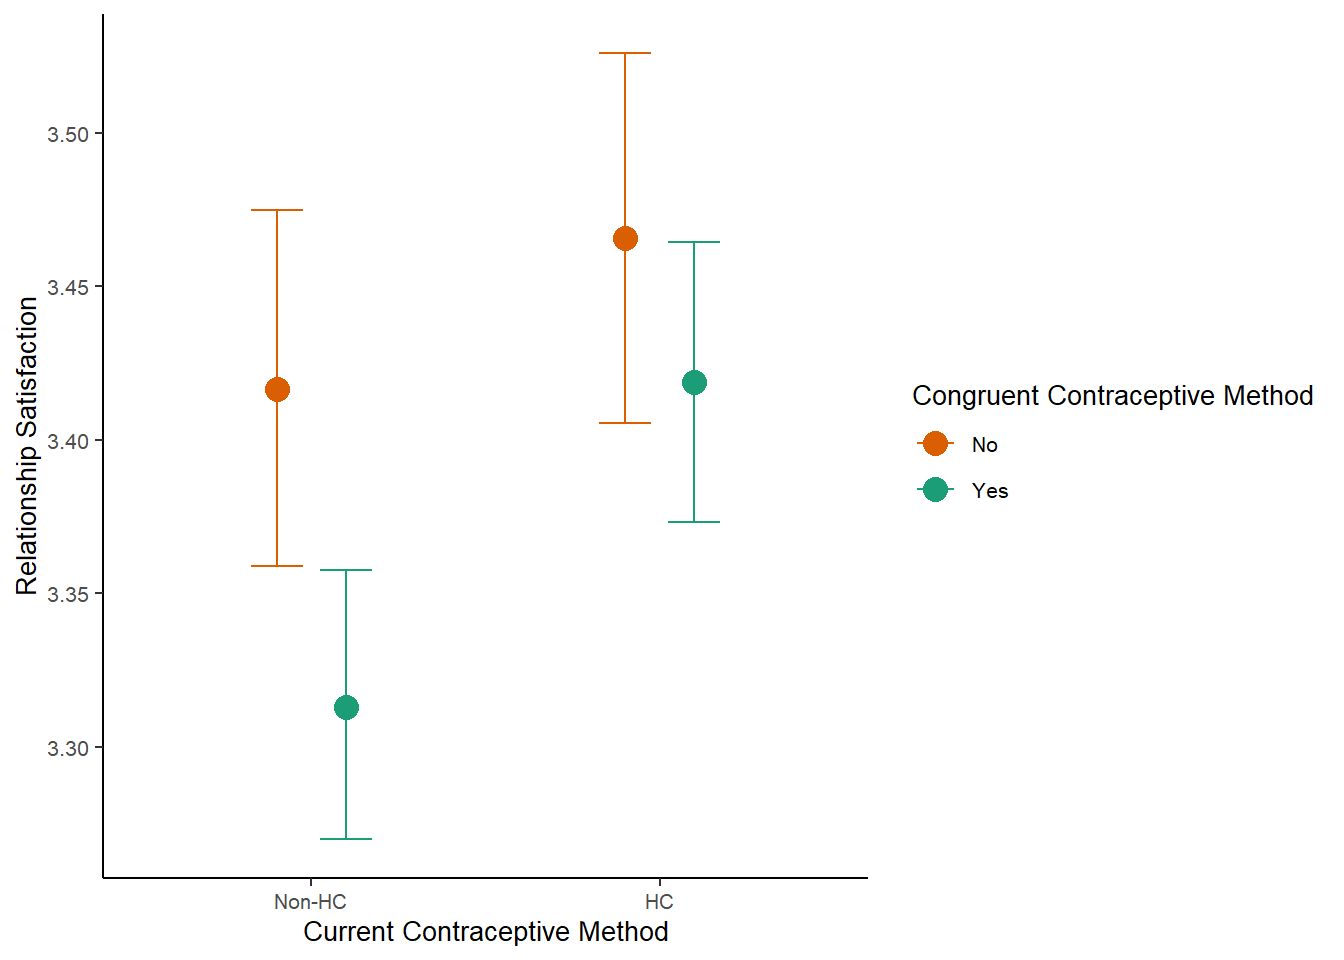 Relationship Satisfaction
3.50
3.45
3.40
3.35
3.30
Non-HC
HC
Current Contraceptive Method
Congruent Contraceptive Method
No
Yes